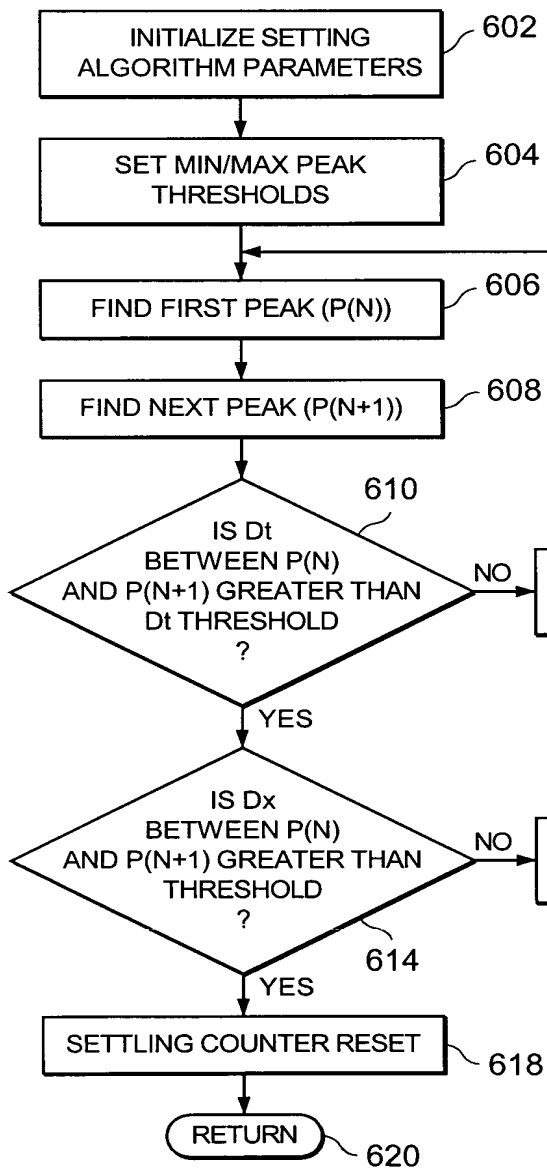 INITIALIZE SETTING
ALGORITHM PARAMETERS
602
SET MIN/MAX PEAK
THRESHOLDS
604
FIND FIRST PEAK (P(N))
606
FIND NEXT PEAK (P(N+1))
608
610
IS Dt
BETWEEN P(N)
AND P(N+1) GREATER THAN
Dt THRESHOLD
?
NO
YES
IS Dx
BETWEEN P(N)
AND P(N+1) GREATER THAN
THRESHOLD
?
NO
614
YES
SETTLING COUNTER RESET
618
RETURN
620